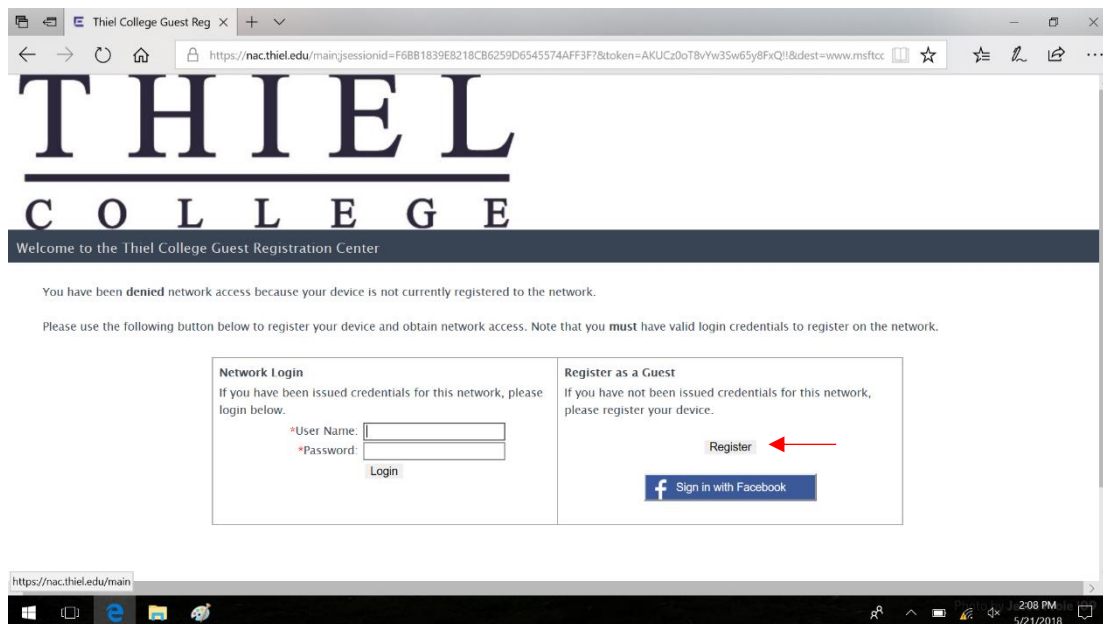 Thiel College Guest Reg
https://nac.thiel.edu/main;jsessionid=F6BB1839E8218CB6259D6545574AFF3F?&token=AKUCz0oT8vYw3Sw65y8FxQ!!&dest=www.msftcc
THIEL
COLLEGE
Welcome to the Thiel College Guest Registration Center
You have been denied network access because your device is not currently registered to the network.
Please use the following button below to register your device and obtain network access. Note that you must have valid login credentials to register on the network.
Network Login
If you have been issued credentials for this network, please
login below.
*User Name:
*Password:
Login
Register as a Guest
If you have not been issued credentials for this network,
please register your device.
Register
f Sign in with Facebook
https://nac.thiel.edu/main
2:08 PM
5/21/2018